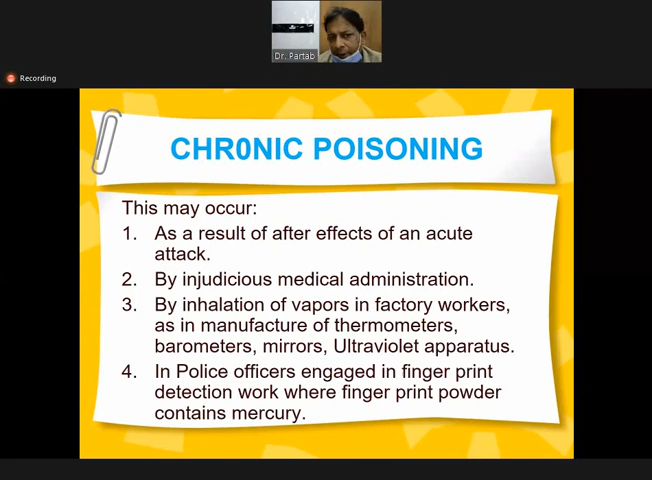 Dr. Partab
Recording
CHR0NIC POISONING
This may occur:
1. As a result of after effects of an acute
attack.
2. By injudicious medical administration.
3. By inhalation of vapors in factory workers,
as in manufacture of thermometers,
barometers, mirrors, Ultraviolet apparatus.
4. In Police officers engaged in finger print
detection work where finger print powder
contains mercury.